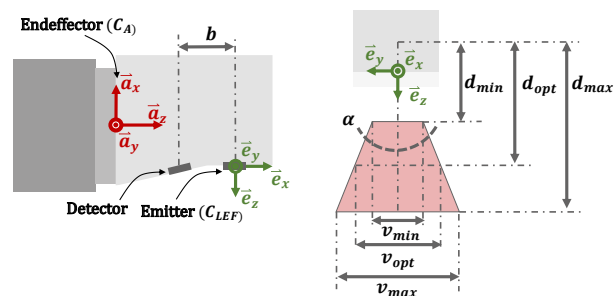 Endeffector (C_A)
b
a_x
a_z
a_y
e_y
e_x
e_z
Detector
Emitter (C_LEF)
e_y
e_x
e_z
d_min
d_opt
d_max
α
v_min
v_opt
v_max